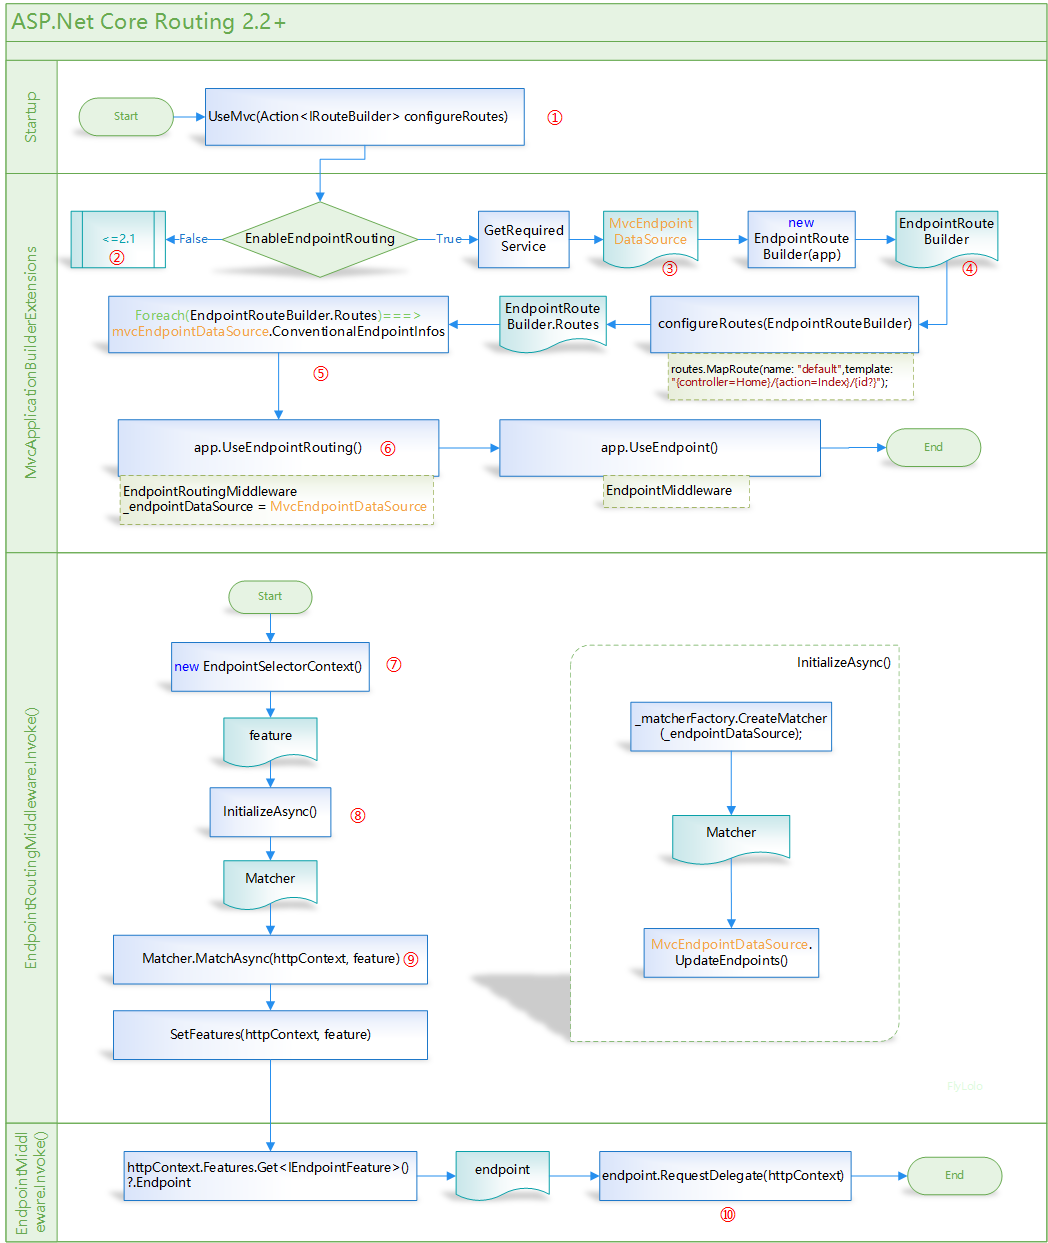 ASP.Net Core Routing 2.2+
Startup
Start
UseMvc(Action<IRouteBuilder> configureRoutes)
①
MvcApplicationBuilderExtensions
<=2.1
②
False
EnableEndpointRouting
True
GetRequired
Service
MvcEndpoint
DataSource
③
new
EndpointRoute
Builder(app)
EndpointRoute
Builder
④
Foreach(EndpointRouteBuilder.Routes)===>
mvcEndpointDataSource.ConventionalEndpointInfos
⑤
EndpointRoute
Builder.Routes
configureRoutes(EndpointRouteBuilder)
routes.MapRoute(name: "default",template:
"{controller=Home}/{action=Index}/{id?}");
app.UseEndpointRouting()
⑥
EndpointRoutingMiddleware
_endpointDataSource = MvcEndpointDataSource
app.UseEndpoint()
EndpointMiddleware
End
EndpointRoutingMiddleware.Invoke()
Start
new EndpointSelectorContext()
⑦
feature
InitializeAsync()
⑧
Matcher
Matcher.MatchAsync(httpContext, feature)
⑨
SetFeatures(httpContext, feature)
InitializeAsync()
_matcherFactory.CreateMatcher
(_endpointDataSource);
Matcher
MvcEndpointDataSource.
UpdateEndpoints()
FlyLolo
EndpointMiddl
eware.Invoke()
httpContext.Features.Get<IEndpointFeature>()
?.Endpoint
endpoint
endpoint.RequestDelegate(httpContext)
⑩
End